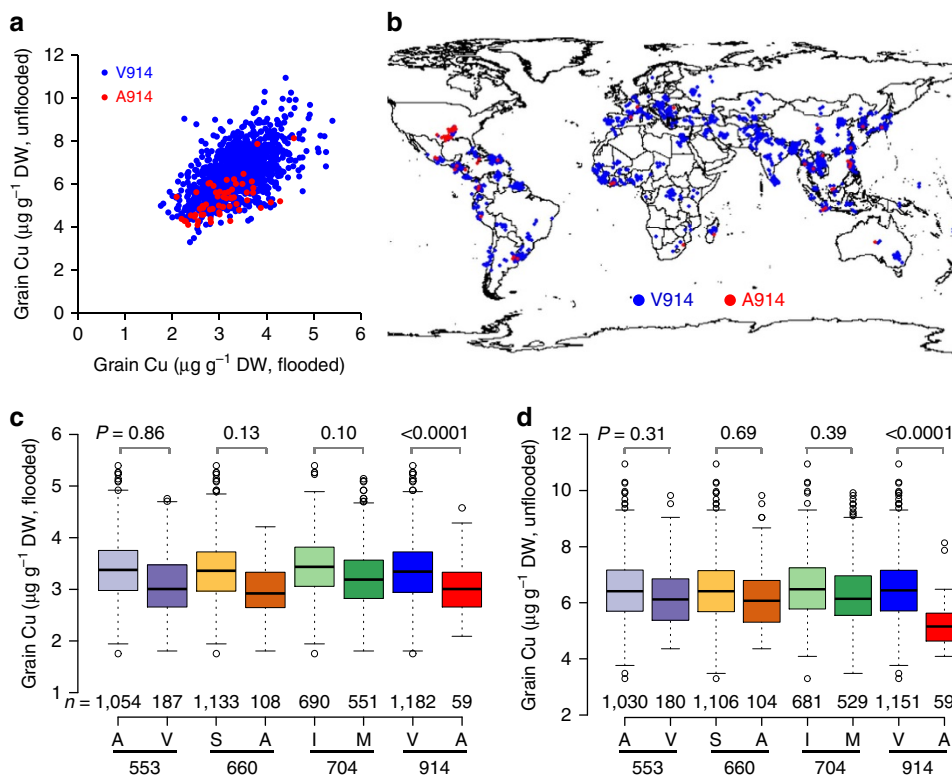 a
12
10
8
6
4
2
0
Grain Cu (µg g−1 DW, unflooded)
V914
A914
0 1 2 3 4 5 6
Grain Cu (µg g−1 DW, flooded)
b
V914 A914
c
6
5
4
3
2
1
Grain Cu (µg g−1 DW, flooded)
P = 0.86 0.13 0.10 <0.0001
n = 1,054 187 1,133 108 690 551 1,182 59
A V S A I M V A
553 660 704 914
d
12
10
8
6
4
2
Grain Cu (µg g−1 DW, unflooded)
P = 0.31 0.69 0.39 <0.0001
1,030 180 1,106 104 681 529 1,151 59
A V S A I M V A
553 660 704 914